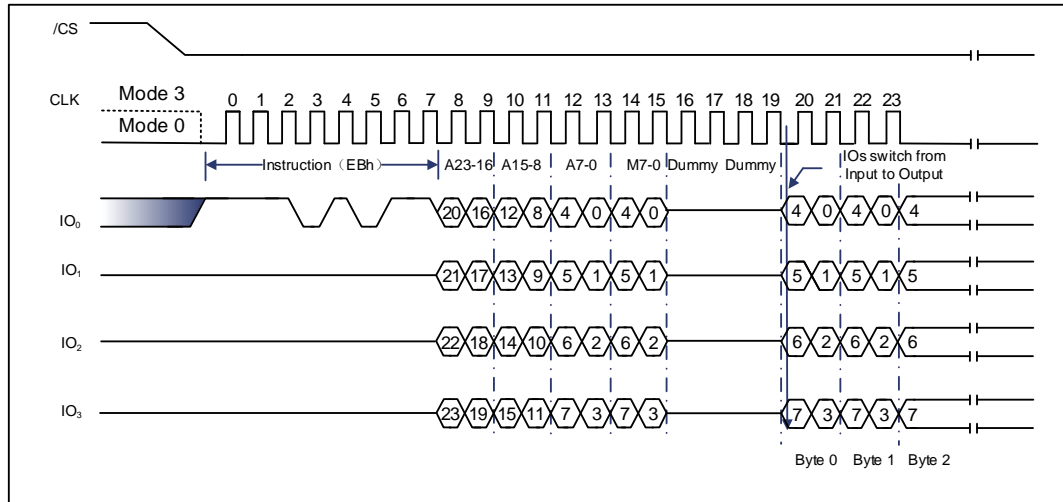 /CS
Mode 3
CLK
Mode 0
0 1 2 3 4 5 6 7 8 9 10 11 12 13 14 15 16 17 18 19 20 21 22 23
Instruction（EBh） A23-16 A15-8 A7-0 M7-0 Dummy Dummy
IOs switch from
Input to Output
IO₀ 20 16 12 8 4 0 4 0 4 0 4 0 4
IO₁ 21 17 13 9 5 1 5 1 5 1 5 1 5
IO₂ 22 18 14 10 6 2 6 2 6 2 6 2 6
IO₃ 23 19 15 11 7 3 7 3 7 3 7 3 7
Byte 0 Byte 1 Byte 2